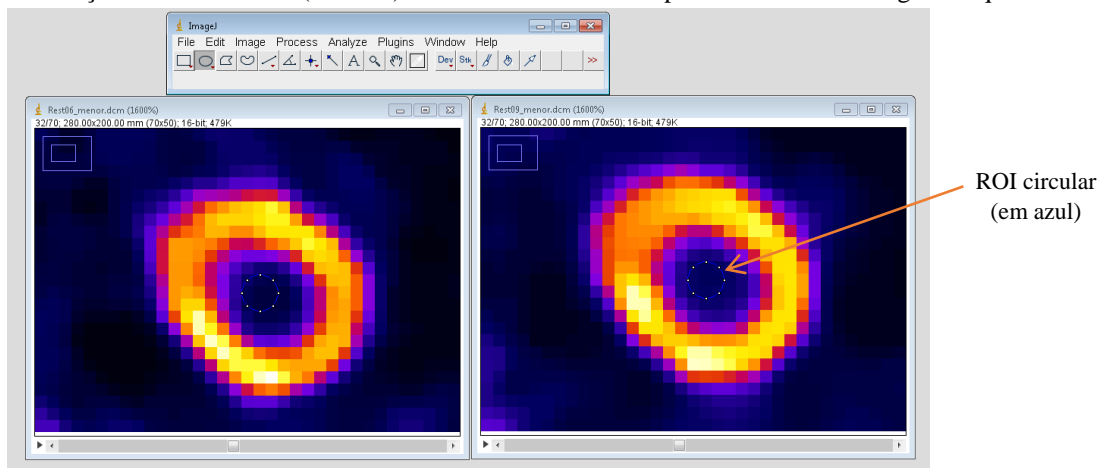 ImageJ
File Edit Image Process Analyze Plugins Window Help
A Dev Stk >>
Rest06_menor.dcm (1600%)
32/70; 280.00x200.00 mm (70x50); 16-bit; 479K
Rest09_menor.dcm (1600%)
32/70; 280.00x200.00 mm (70x50); 16-bit; 479K
ROI circular
(em azul)